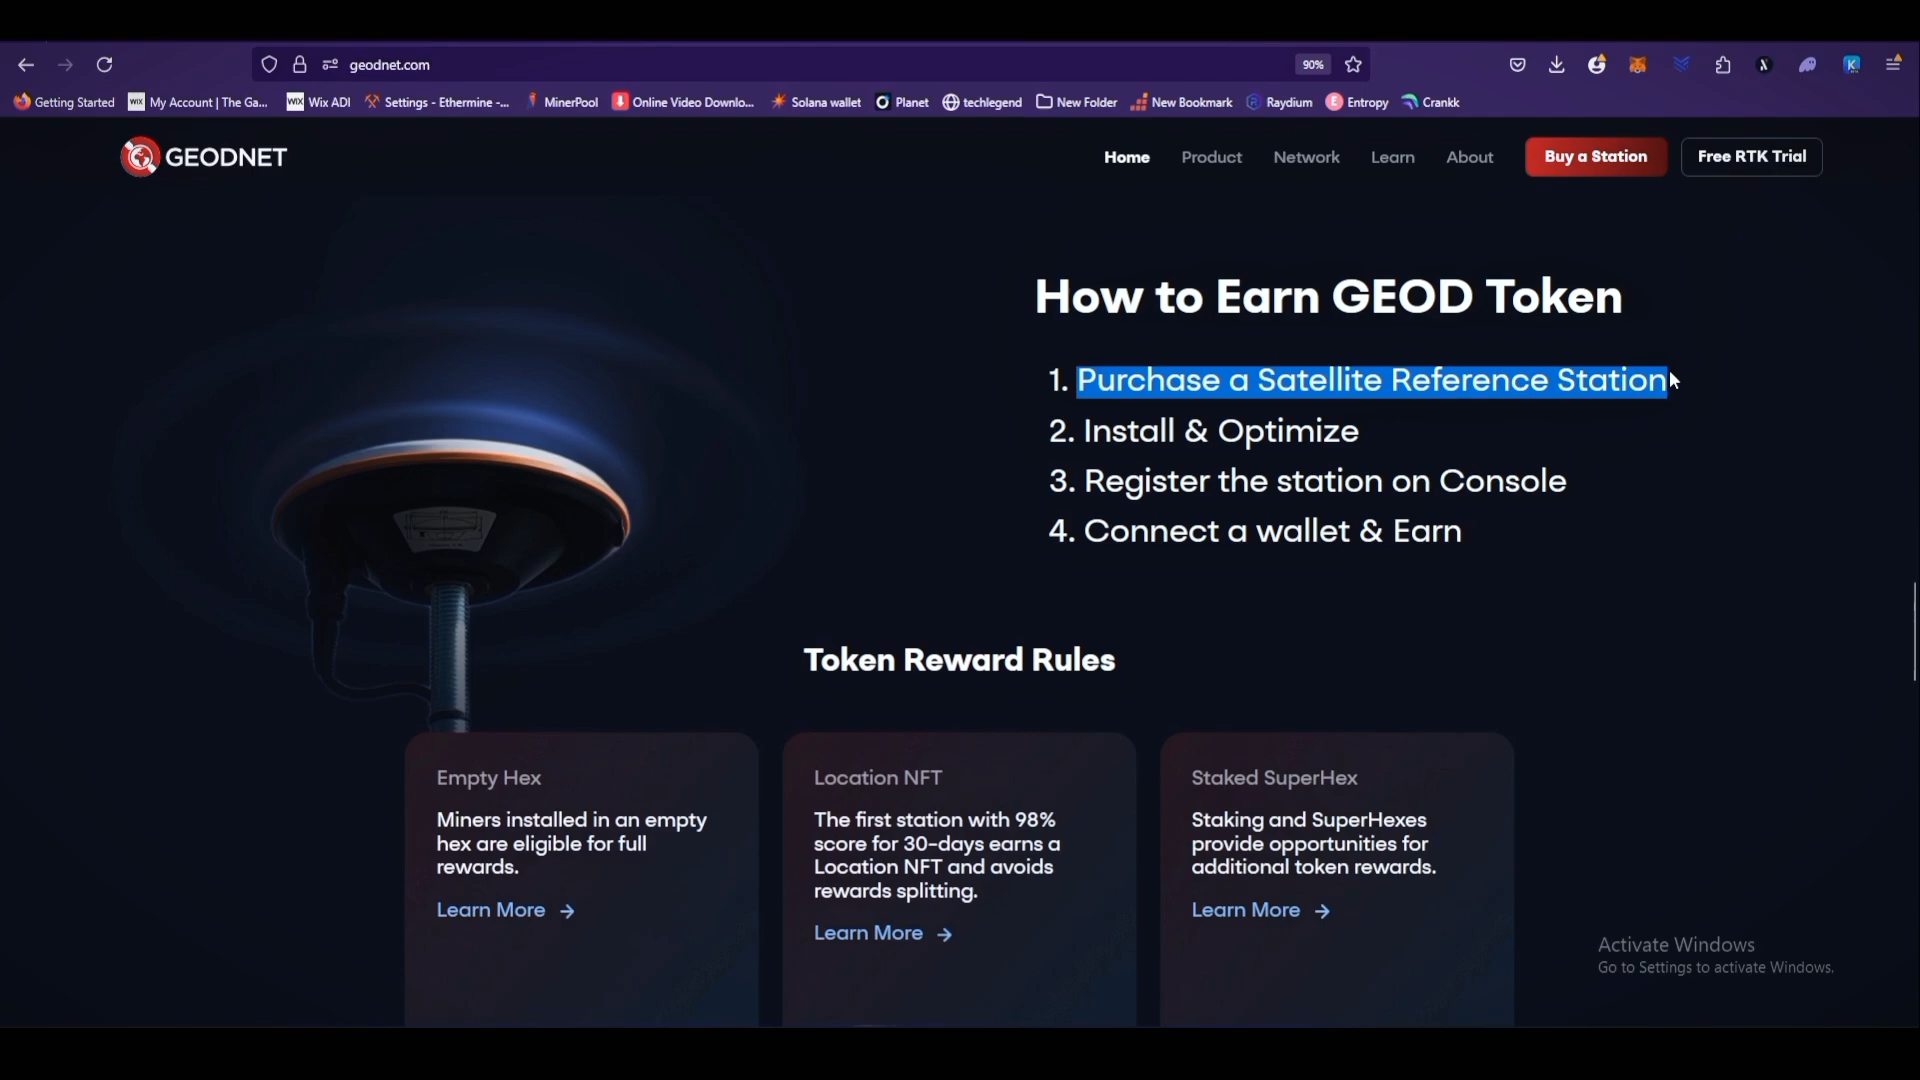 geodnet.com
90%
Getting Started
WIX My Account | The Ga...
WIX Wix ADI
Settings - Ethermine -...
MinerPool
Online Video Downlo...
Solana wallet
Planet
techlegend
New Folder
New Bookmark
Raydium
E Entropy
Crankk
GEODNET
Home
Product
Network
Learn
About
Buy a Station
Free RTK Trial
How to Earn GEOD Token
1. Purchase a Satellite Reference Station
2. Install & Optimize
3. Register the station on Console
4. Connect a wallet & Earn
Token Reward Rules
Empty Hex
Miners installed in an empty
hex are eligible for full
rewards.
Learn More →
Location NFT
The first station with 98%
score for 30-days earns a
Location NFT and avoids
rewards splitting.
Learn More →
Staked SuperHex
Staking and SuperHexes
provide opportunities for
additional token rewards.
Learn More →
Activate Windows
Go to Settings to activate Windows.